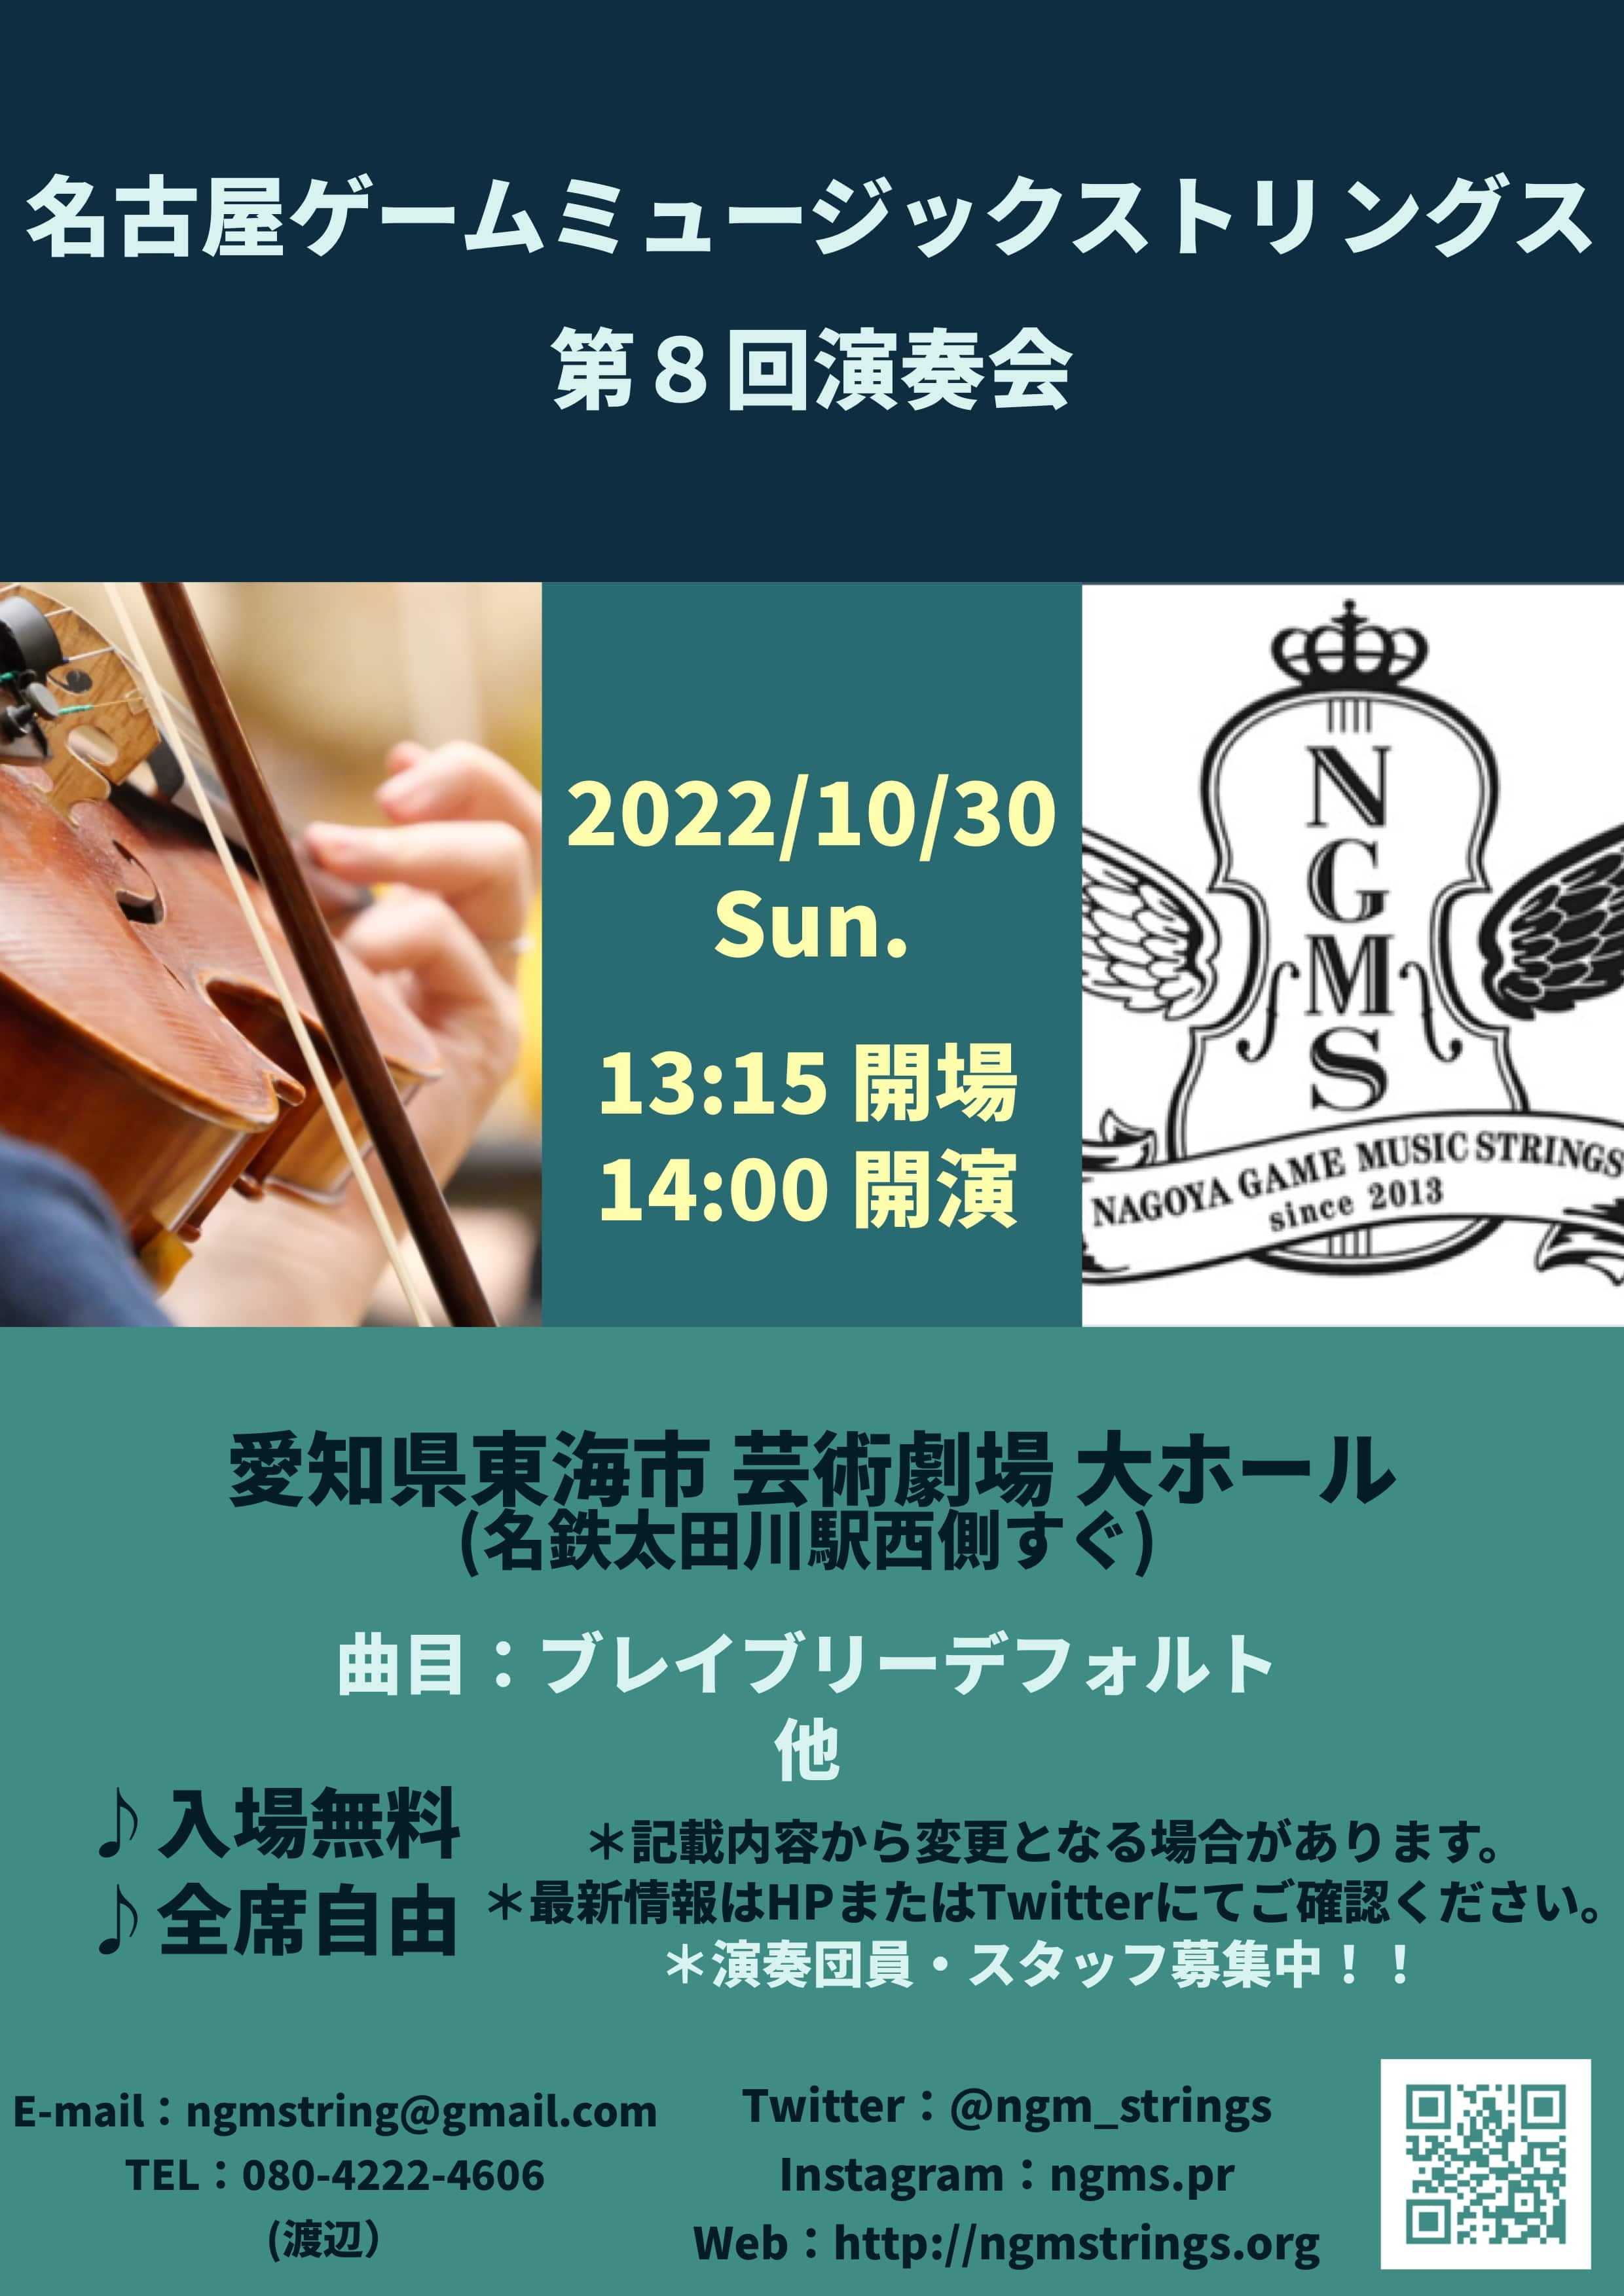 名古屋ゲームミュージックストリングス
第８回演奏会
2022/10/30
Sun.
13:15 開場
14:00 開演
N
G
M
S
NAGOYA GAME MUSIC STRINGS
since 2013
愛知県東海市 芸術劇場 大ホール
(名鉄太田川駅西側すぐ)
曲目：ブレイブリーデフォルト
他
♪入場無料
♪全席自由
＊記載内容から変更となる場合があります。
＊最新情報はHPまたはTwitterにてご確認ください。
＊演奏団員・スタッフ募集中！！
E-mail：ngmstring@gmail.com
TEL：080-4222-4606
(渡辺）
Twitter：@ngm_strings
Instagram：ngms.pr
Web：http://ngmstrings.org